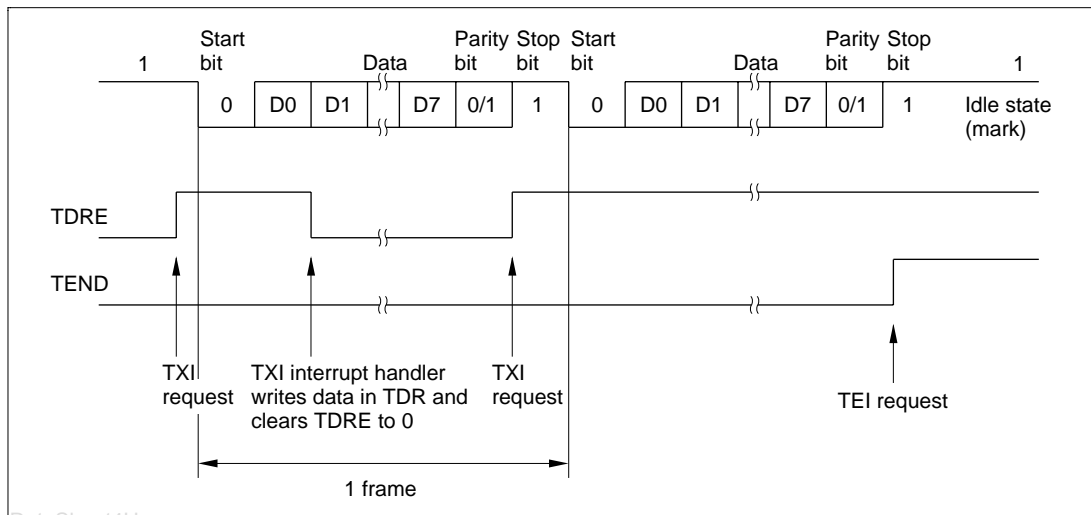 Start bit
Parity bit
Stop bit
Start bit
Parity bit
Stop bit
1
Data
Data
1
0
D0
D1
D7
0/1
1
0
D0
D1
D7
0/1
1
Idle state
(mark)
TDRE
TEND
TXI
request
TXI interrupt handler
writes data in TDR and
clears TDRE to 0
TXI
request
TEI request
1 frame